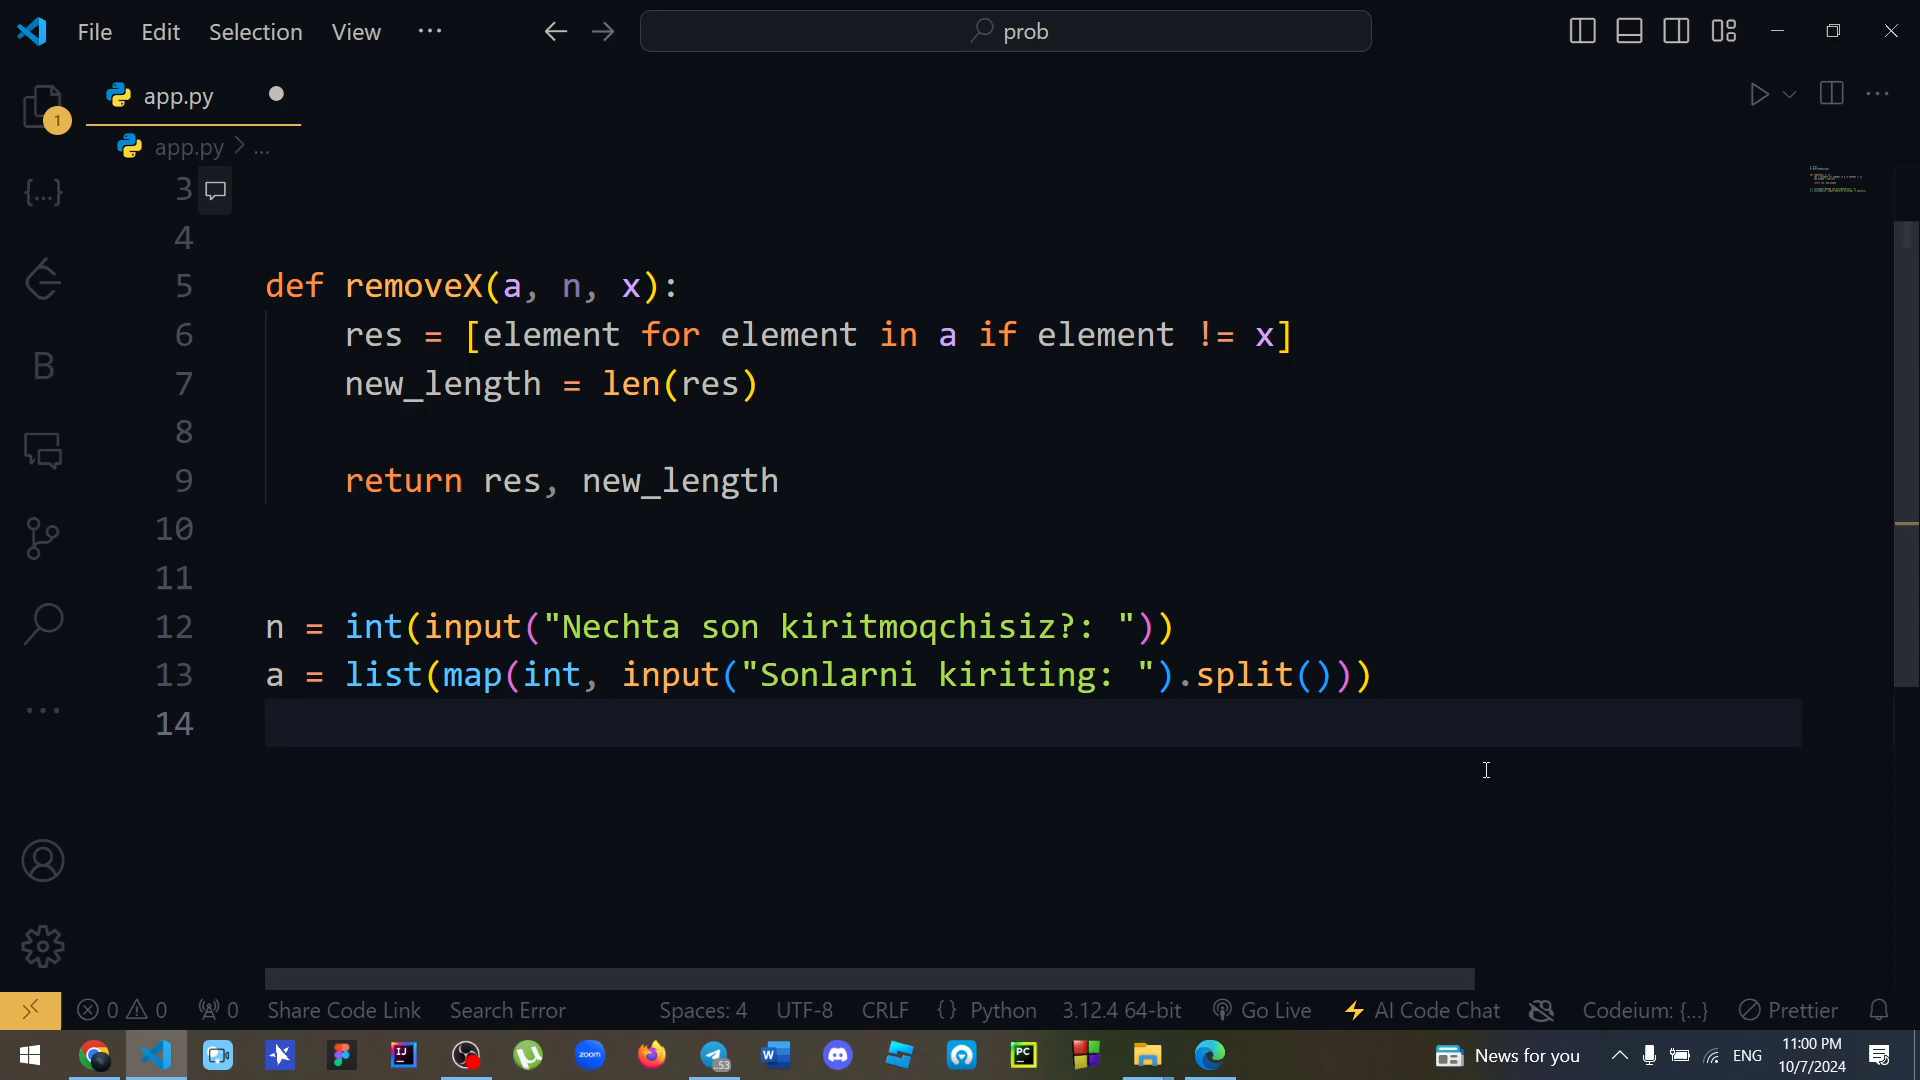 File Edit Selection View ...
prob
app.py
1
app.py > ...
3
4
5 def removeX(a, n, x):
6 res = [element for element in a if element != x]
7 new_length = len(res)
8
9 return res, new_length
10
11
12 n = int(input("Nechta son kiritmoqchisiz?: "))
13 a = list(map(int, input("Sonlarni kiriting: ").split()))
14
0 0 0 Share Code Link Search Error Spaces: 4 UTF-8 CRLF {} Python 3.12.4 64-bit Go Live AI Code Chat Codeium: {...} Prettier
zoom
IJ
W
PC
News for you ENG 11:00 PM
10/7/2024